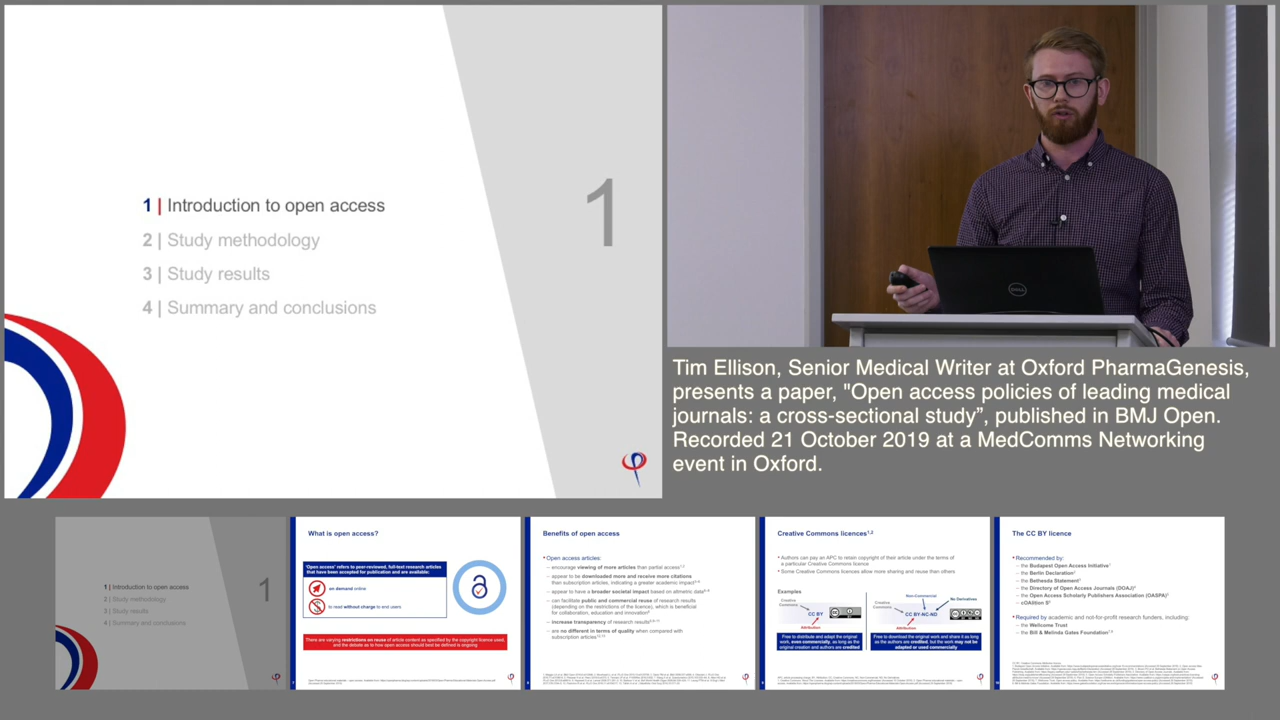 1 | Introduction to open access
2 | Study methodology
3 | Study results
4 | Summary and conclusions
1
DELL
Tim Ellison, Senior Medical Writer at Oxford PharmaGenesis,
presents a paper, "Open access policies of leading medical
journals: a cross-sectional study”, published in BMJ Open.
Recorded 21 October 2019 at a MedComms Networking
event in Oxford.
1 | Introduction to open access
2 | Study methodology
3 | Study results
4 | Summary and conclusions
1
What is open access?
'Open access' refers to peer-reviewed, full-text research articles
that have been accepted for publication and are available:
on demand online
to read without charge to end users
There are varying restrictions on reuse of article content as specified by the copyright licence used,
and the debate as to how open access should best be defined is ongoing
Benefits of open access
Open access articles:
– encourage viewing of more articles than partial access
– appear to be downloaded more and receive more citations
than subscription articles, indicating a greater academic impact
– appear to have a broader societal impact based on altmetric data
– can facilitate public and commercial reuse of research results
(depending on the restrictions of the licence), which is beneficial
for collaboration, education and innovation
– increase transparency of research results
– are no different in terms of quality when compared with
subscription articles
Creative Commons licences1,2
Authors can pay an APC to retain copyright of their article under the terms of
a particular Creative Commons licence
Some Creative Commons licences allow more sharing and reuse than others
Examples
Creative
Commons
CC BY
Attribution
Free to distribute and adapt the original
work, even commercially, as long as the
original creation and authors are credited
Non-Commercial
Creative
Commons
No Derivatives
CC BY-NC-ND
Attribution
Free to download the original work and share it as long
as the authors are credited, but the work may not be
adapted or used commercially
The CC BY licence
Recommended by:
– the Budapest Open Access Initiative
– the Berlin Declaration
– the Bethesda Statement
– the Directory of Open Access Journals (DOAJ)
– the Open Access Scholarly Publishers Association (OASPA)
– cOAlition S
Required by academic and not-for-profit research funders, including:
– the Wellcome Trust
– the Bill & Melinda Gates Foundation